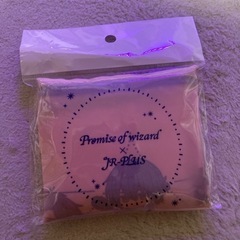 Promise of wizard
×
JR-PLUS